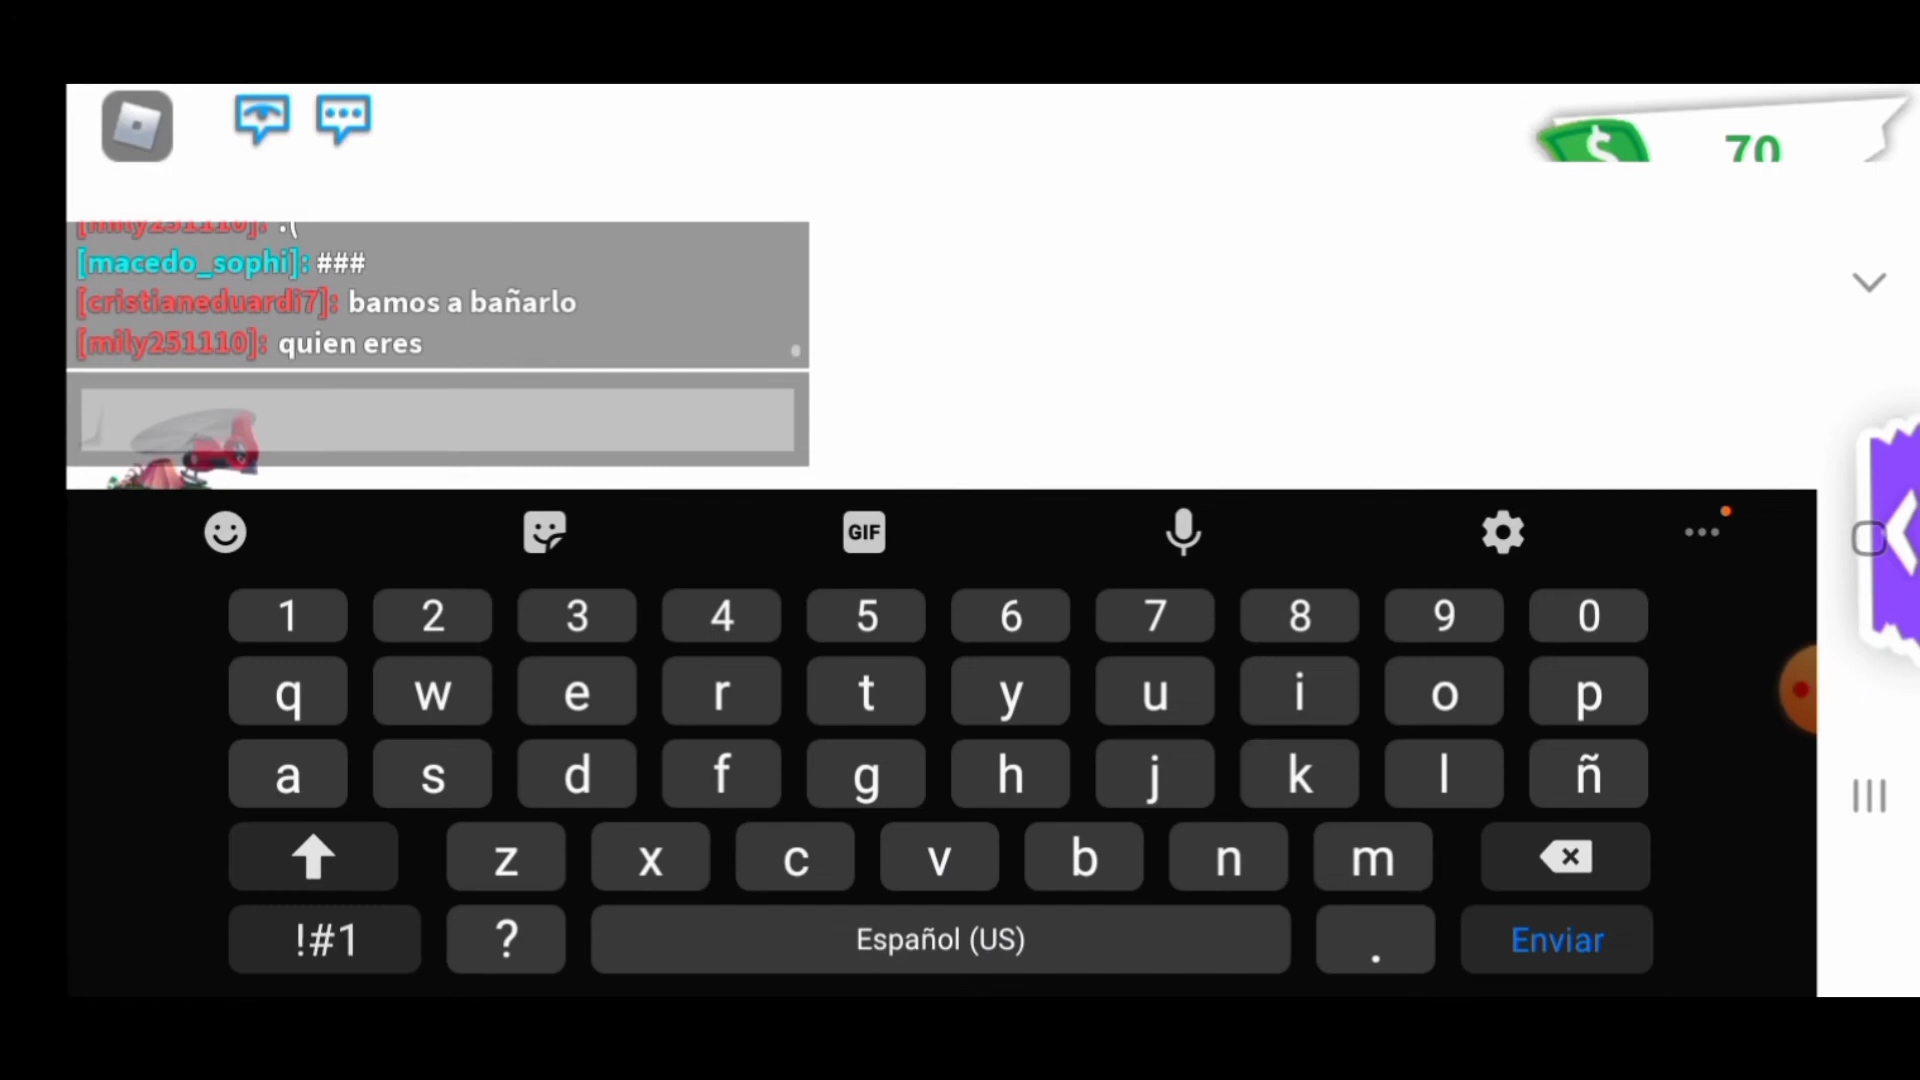 70
[mily251110]: :(
[macedo_sophi]: ###
[cristianeduardi7]: bamos a bañarlo
[mily251110]: quien eres
GIF
1 2 3 4 5 6 7 8 9 0
q w e r t y u i o p
a s d f g h j k l ñ
z x c v b n m
!#1 ? Español (US) . Enviar